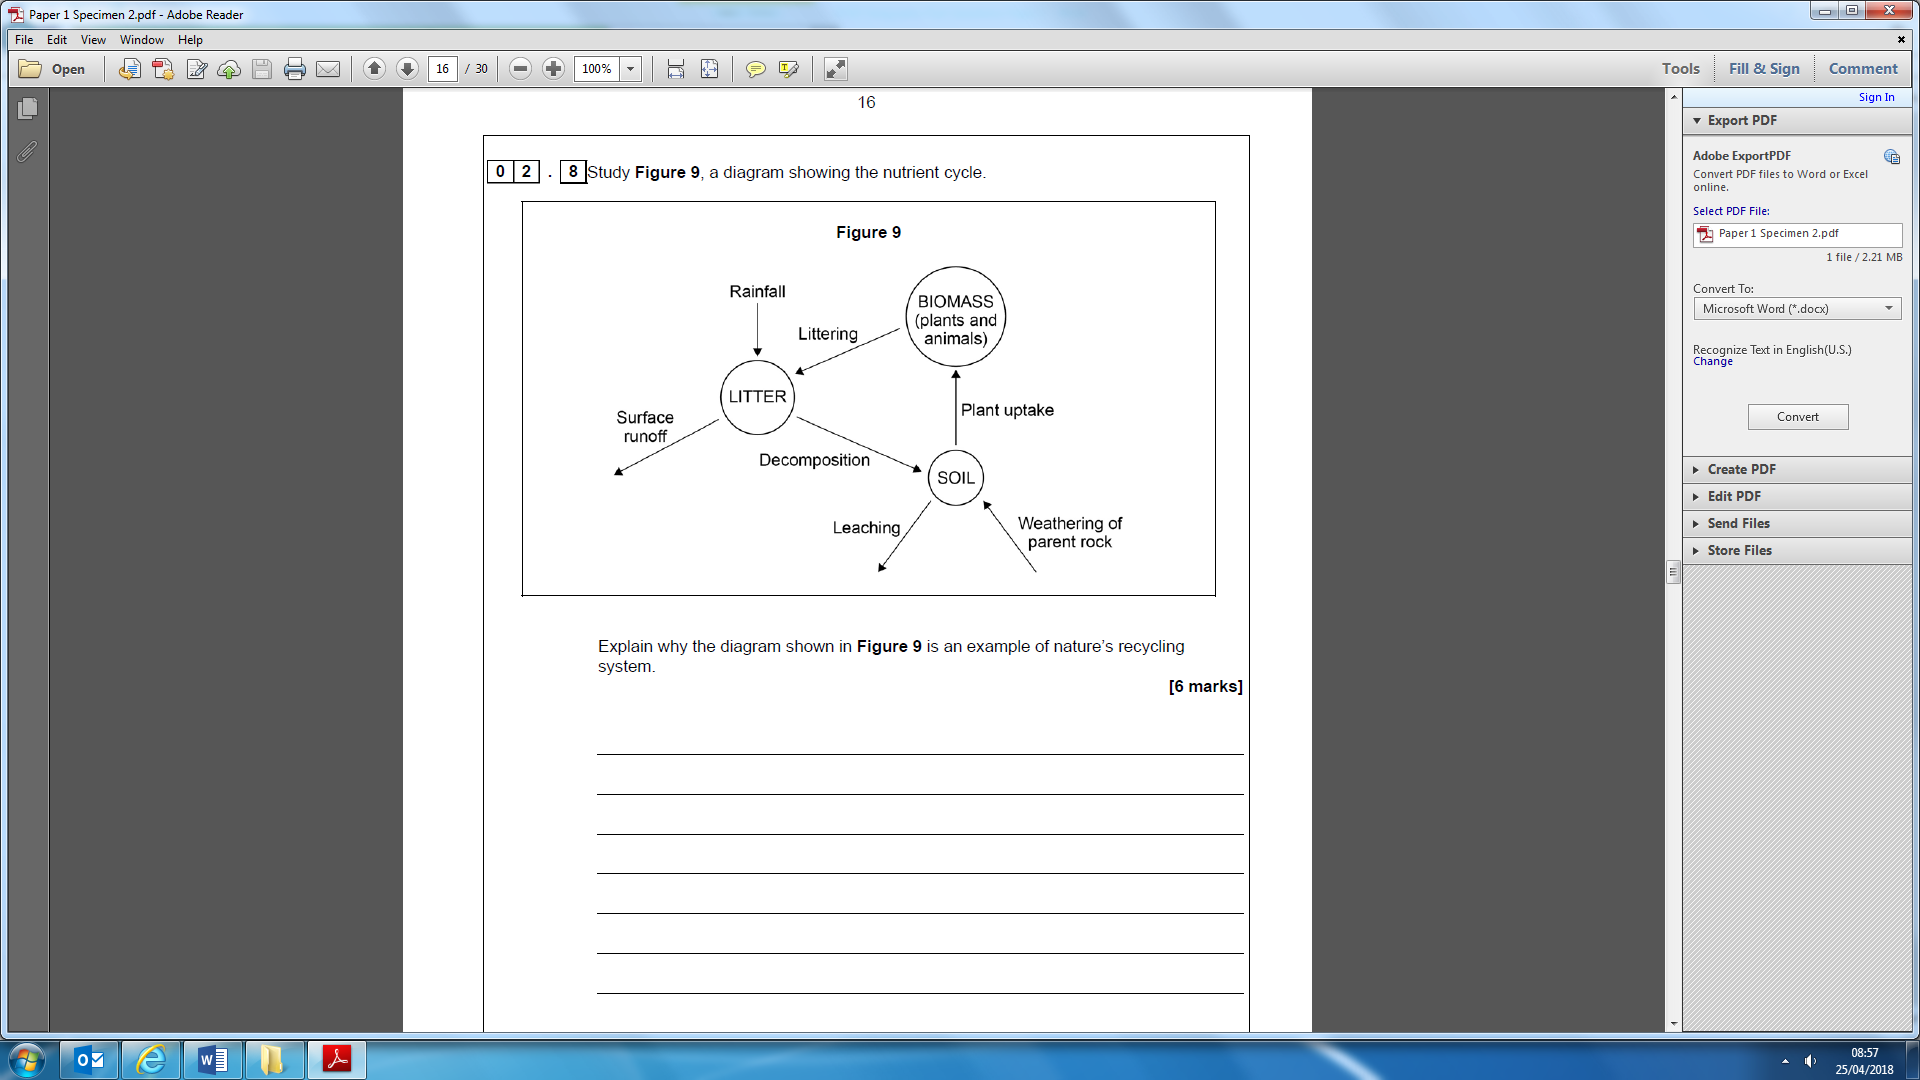 Paper 1 Specimen 2.pdf - Adobe Reader
File Edit View Window Help
Open
16 / 30
100%
Tools
Fill & Sign
Comment
Sign In
16
0 2 . 8 Study Figure 9, a diagram showing the nutrient cycle.
Figure 9
Rainfall
BIOMASS
(plants and
animals)
Littering
LITTER
Surface
runoff
Plant uptake
Decomposition
SOIL
Leaching
Weathering of
parent rock
Explain why the diagram shown in Figure 9 is an example of nature's recycling
system.
[6 marks]
Export PDF
Adobe ExportPDF
Convert PDF files to Word or Excel
online.
Select PDF File:
Paper 1 Specimen 2.pdf
1 file / 2.21 MB
Convert To:
Microsoft Word (*.docx)
Recognize Text in English(U.S.)
Change
Convert
Create PDF
Edit PDF
Send Files
Store Files
08:57
25/04/2018